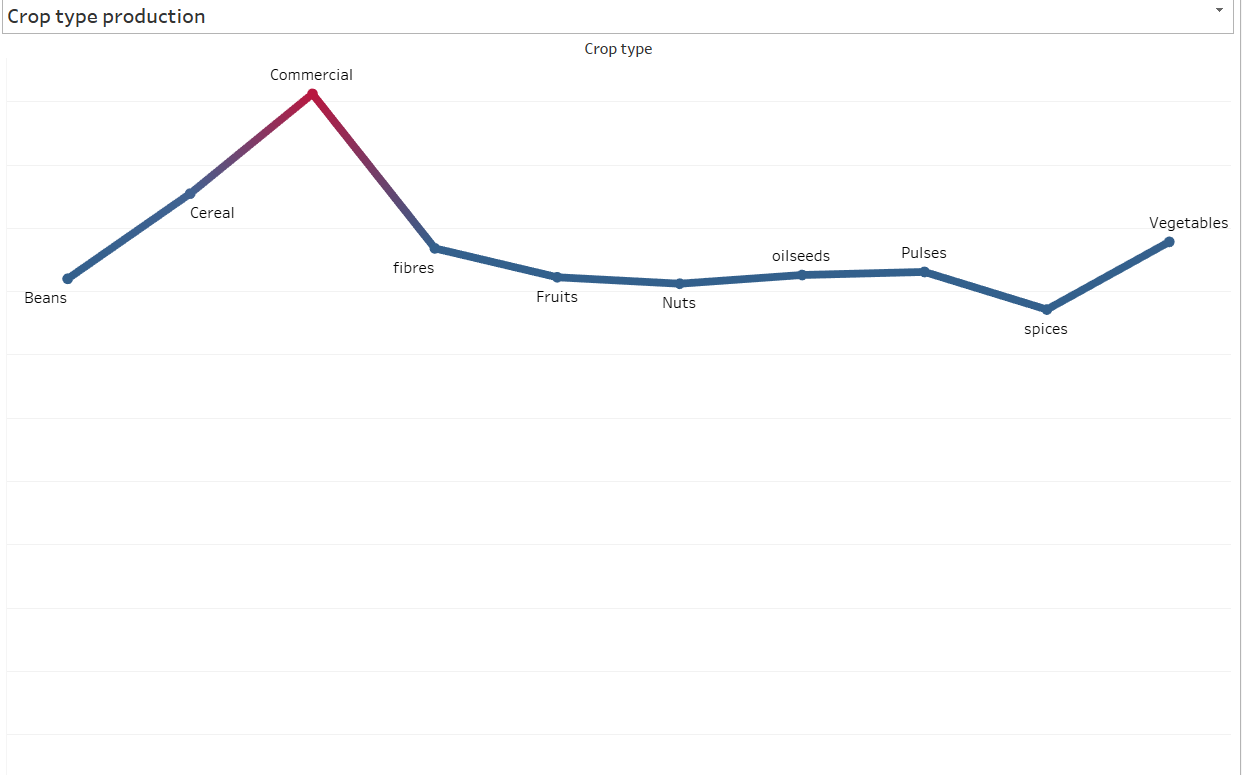 Crop type production
Crop type
Commercial
Cereal
Vegetables
fibres
oilseeds
Pulses
Beans
Fruits
Nuts
spices